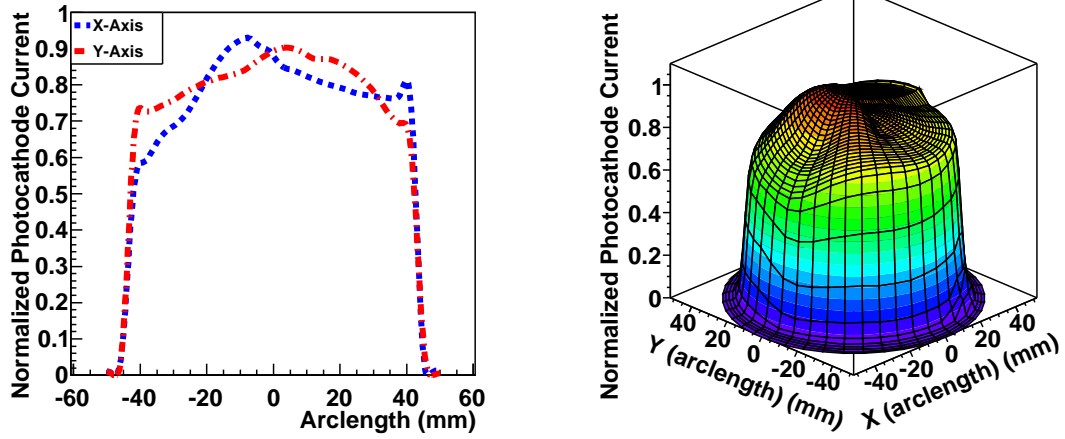 X-Axis
Y-Axis
Normalized Photocathode Current
1
0.9
0.8
0.7
0.6
0.5
0.4
0.3
0.2
0.1
0
-60 -40 -20 0 20 40 60
Arclength (mm)
Normalized Photocathode Current
1
0.8
0.6
0.4
0.2
0
40 20 0 -20 -40
Y (arclength) (mm)
-40 -20 0 20 40
X (arclength) (mm)